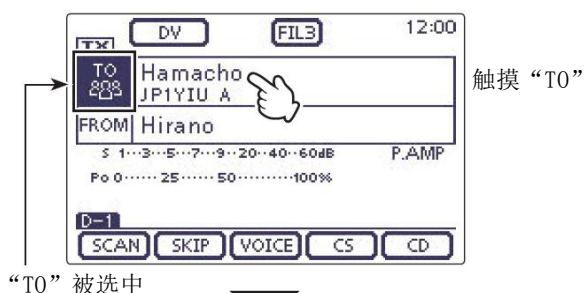 DV FIL3 12:00
TX
TO Hamacho 触摸“TO”
JP1YIU A
FROM Hirano
S 1···3···5···7···9··20··40··60dB P.AMP
Po 0······25······50··········100%
D-1
SCAN SKIP VOICE CS CD
“TO”被选中